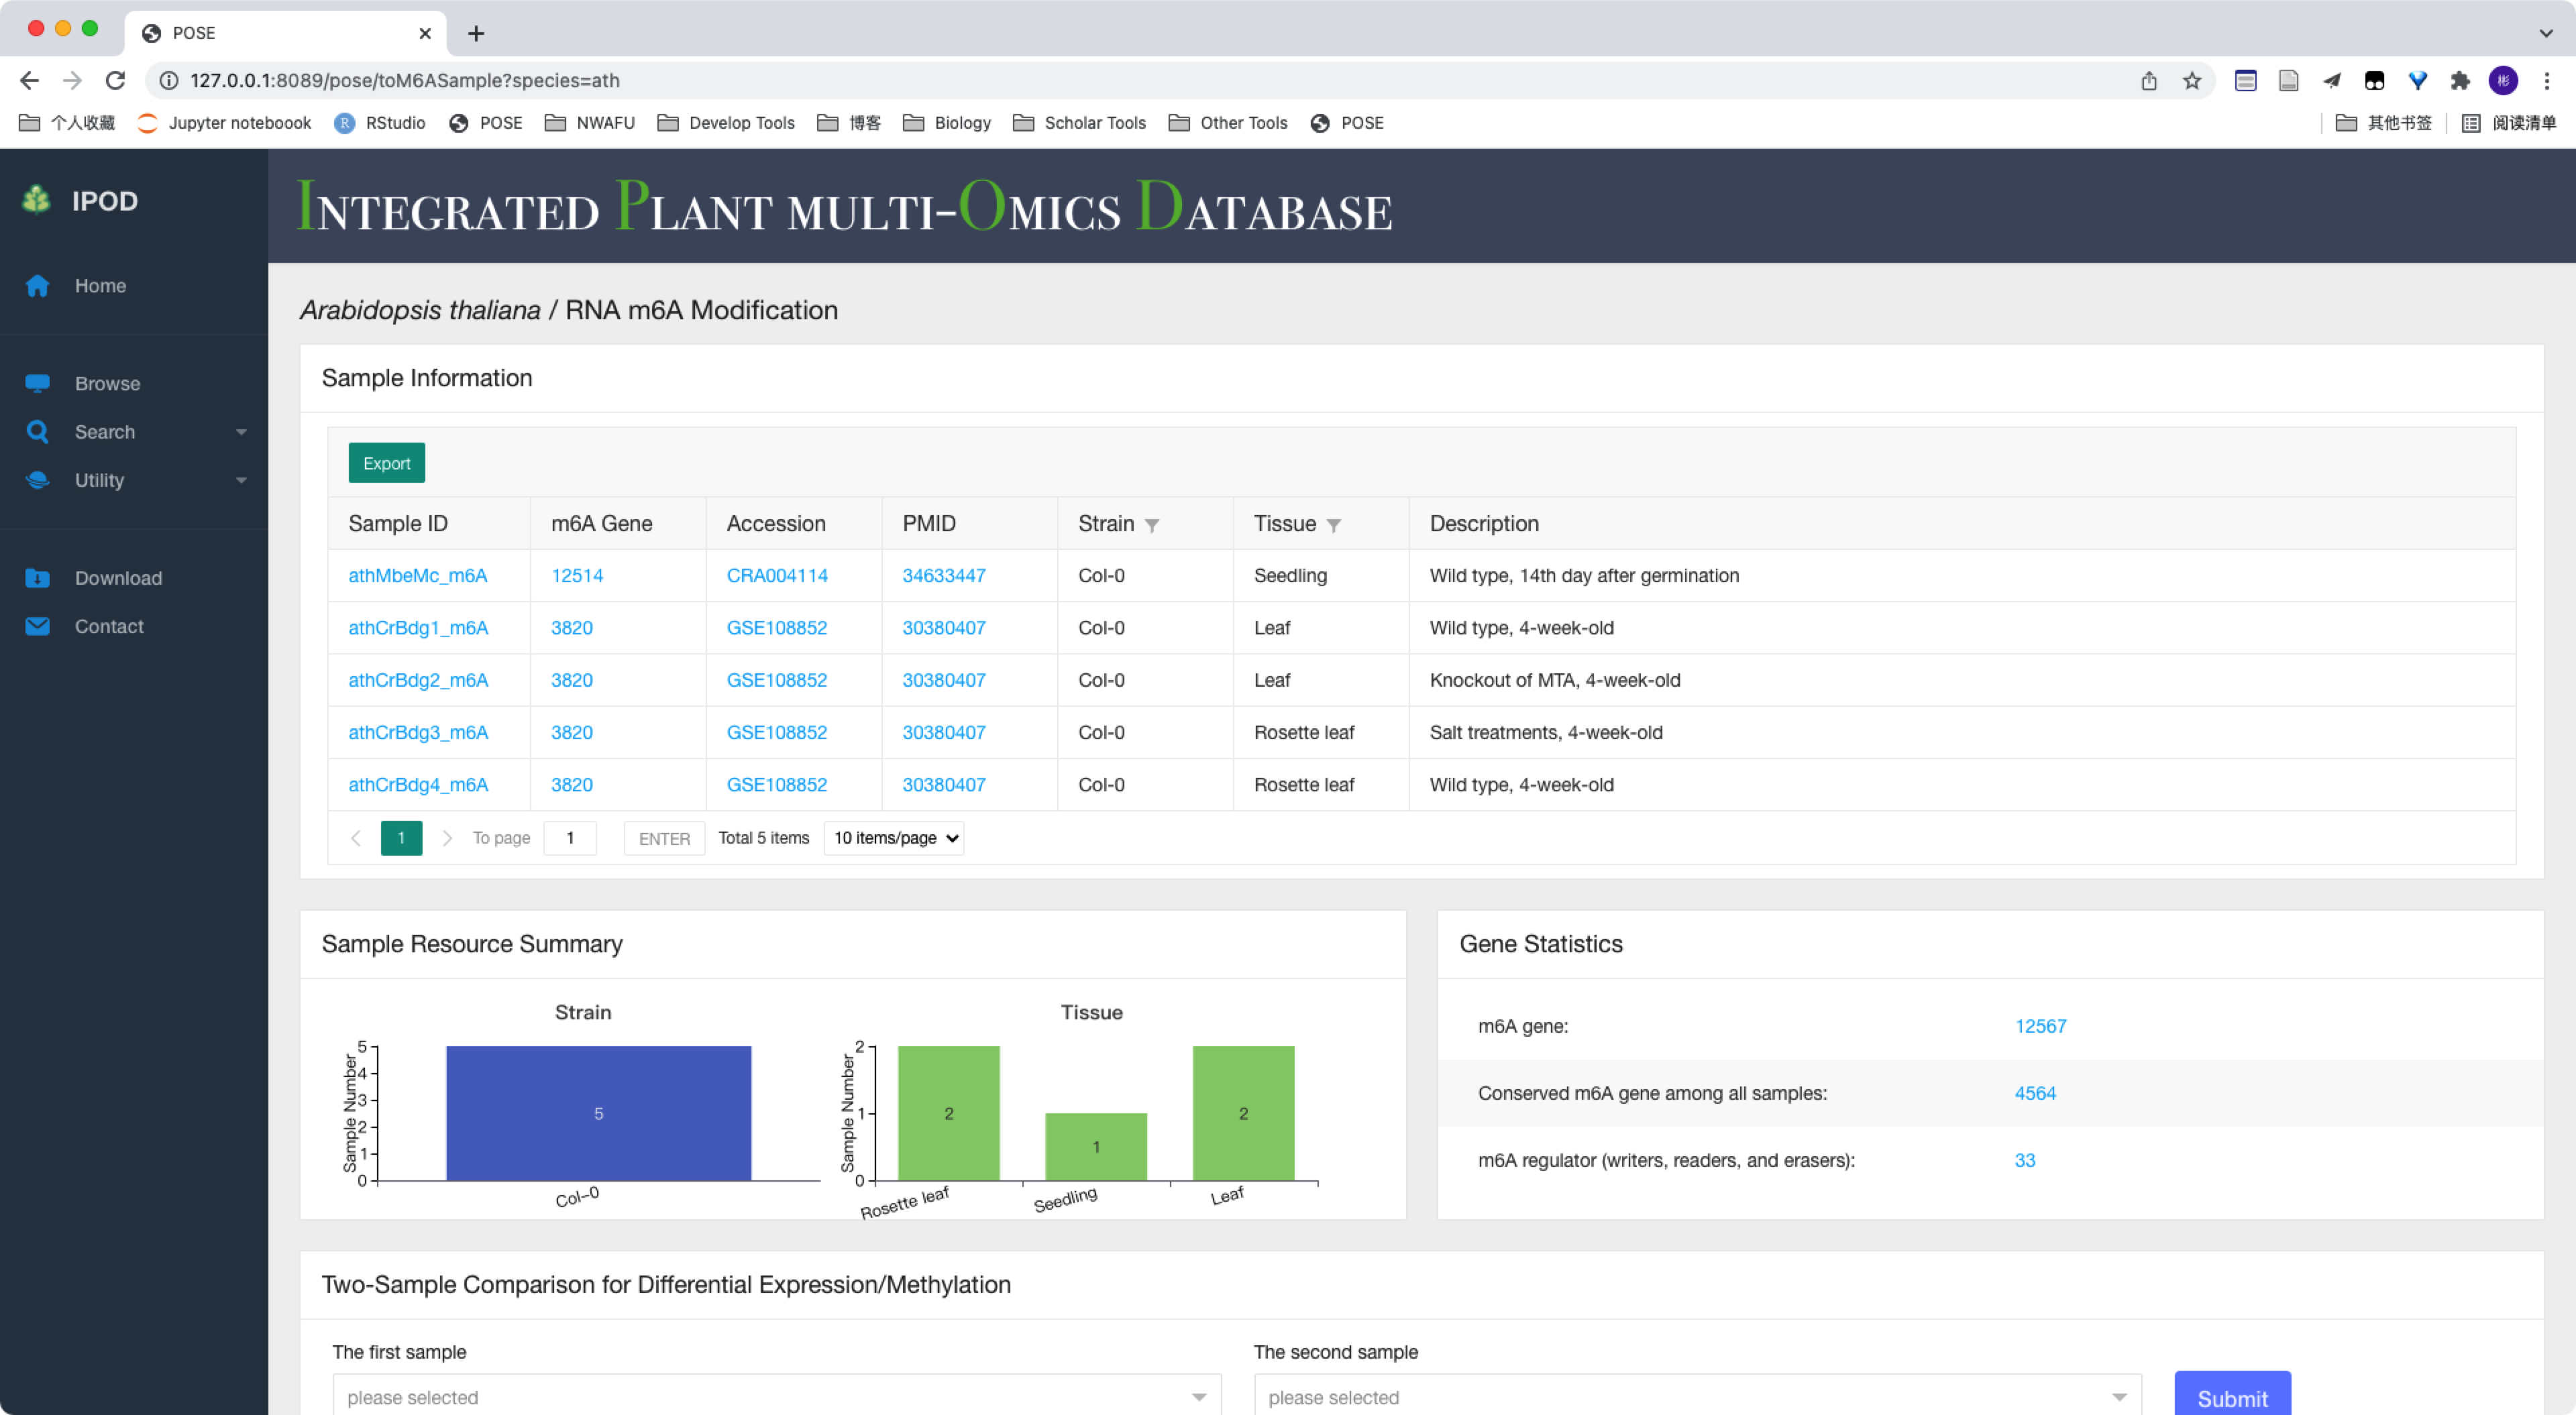 POSE
127.0.0.1:8089/pose/toM6ASample?species=ath
彬
个人收藏 Jupyter noteboook R RStudio POSE NWAFU Develop Tools 博客 Biology Scholar Tools Other Tools POSE 其他书签 阅读清单
IPOD
INTEGRATED PLANT MULTI-OMICS DATABASE
Home
Browse
Search
Utility
Download
Contact
Arabidopsis thaliana / RNA m6A Modification
Sample Information
Export
Sample ID m6A Gene Accession PMID Strain Tissue Description
athMbeMc_m6A 12514 CRA004114 34633447 Col-0 Seedling Wild type, 14th day after germination
athCrBdg1_m6A 3820 GSE108852 30380407 Col-0 Leaf Wild type, 4-week-old
athCrBdg2_m6A 3820 GSE108852 30380407 Col-0 Leaf Knockout of MTA, 4-week-old
athCrBdg3_m6A 3820 GSE108852 30380407 Col-0 Rosette leaf Salt treatments, 4-week-old
athCrBdg4_m6A 3820 GSE108852 30380407 Col-0 Rosette leaf Wild type, 4-week-old
1 To page 1 ENTER Total 5 items 10 items/page
Sample Resource Summary
Strain
Sample Number
5
4
3
2
1
0
5
Col-0
Tissue
Sample Number
2
1
0
2
1
2
Rosette leaf
Seedling
Leaf
Gene Statistics
m6A gene: 12567
Conserved m6A gene among all samples: 4564
m6A regulator (writers, readers, and erasers): 33
Two-Sample Comparison for Differential Expression/Methylation
The first sample
please selected
The second sample
please selected
Submit